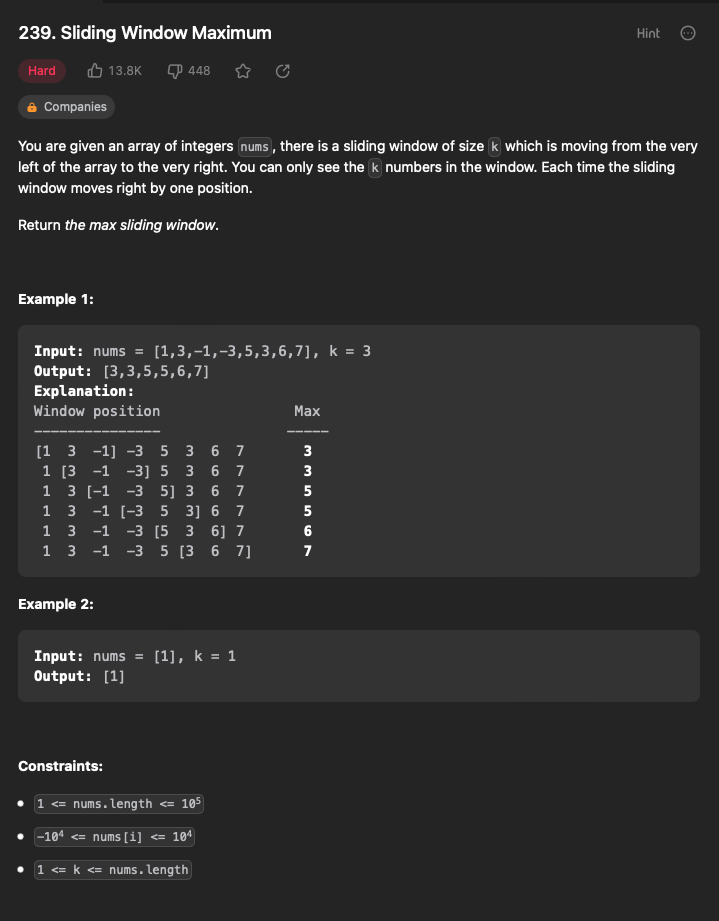 239. Sliding Window Maximum
Hint
Hard 13.8K 448
Companies
You are given an array of integers nums, there is a sliding window of size k which is moving from the very
left of the array to the very right. You can only see the k numbers in the window. Each time the sliding
window moves right by one position.
Return the max sliding window.
Example 1:
Input: nums = [1,3,-1,-3,5,3,6,7], k = 3
Output: [3,3,5,5,6,7]
Explanation:
Window position                Max
---------------               -----
[1  3  -1] -3  5  3  6  7       3
 1 [3  -1  -3] 5  3  6  7       3
 1  3 [-1  -3  5] 3  6  7       5
 1  3  -1 [-3  5  3] 6  7       5
 1  3  -1  -3 [5  3  6] 7       6
 1  3  -1  -3  5 [3  6  7]      7
Example 2:
Input: nums = [1], k = 1
Output: [1]
Constraints:
• 1 <= nums.length <= 10⁵
• -10⁴ <= nums[i] <= 10⁴
• 1 <= k <= nums.length